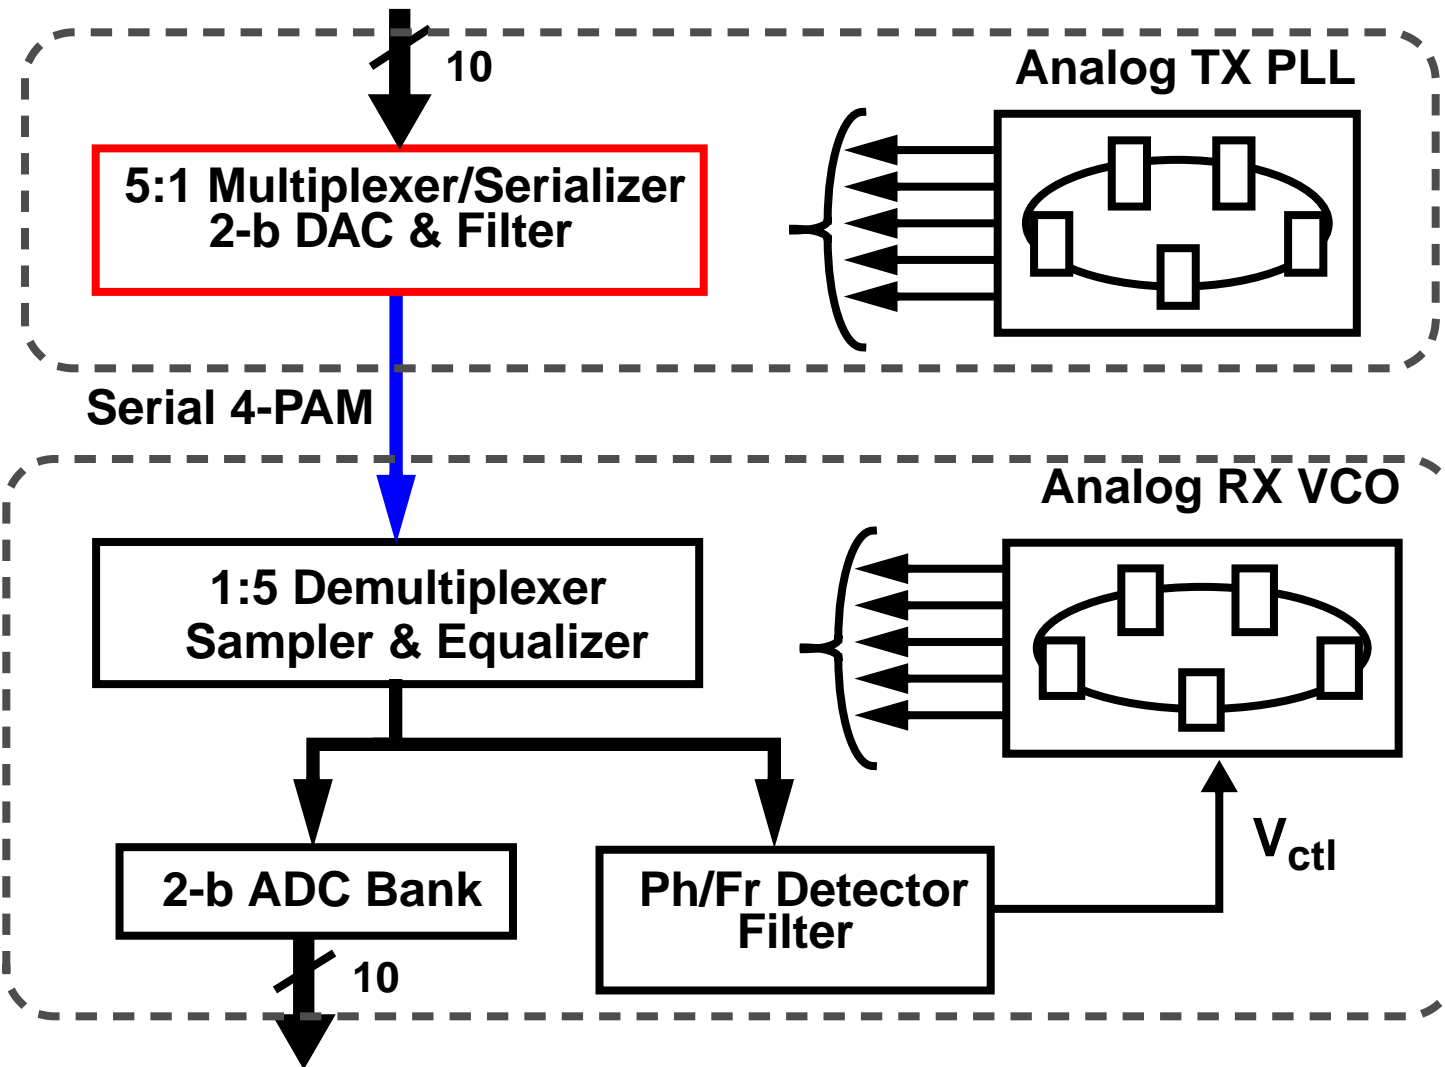 10
Analog TX PLL
5:1 Multiplexer/Serializer
2-b DAC & Filter
Serial 4-PAM
Analog RX VCO
1:5 Demultiplexer
Sampler & Equalizer
Vctl
2-b ADC Bank
Ph/Fr Detector
Filter
10